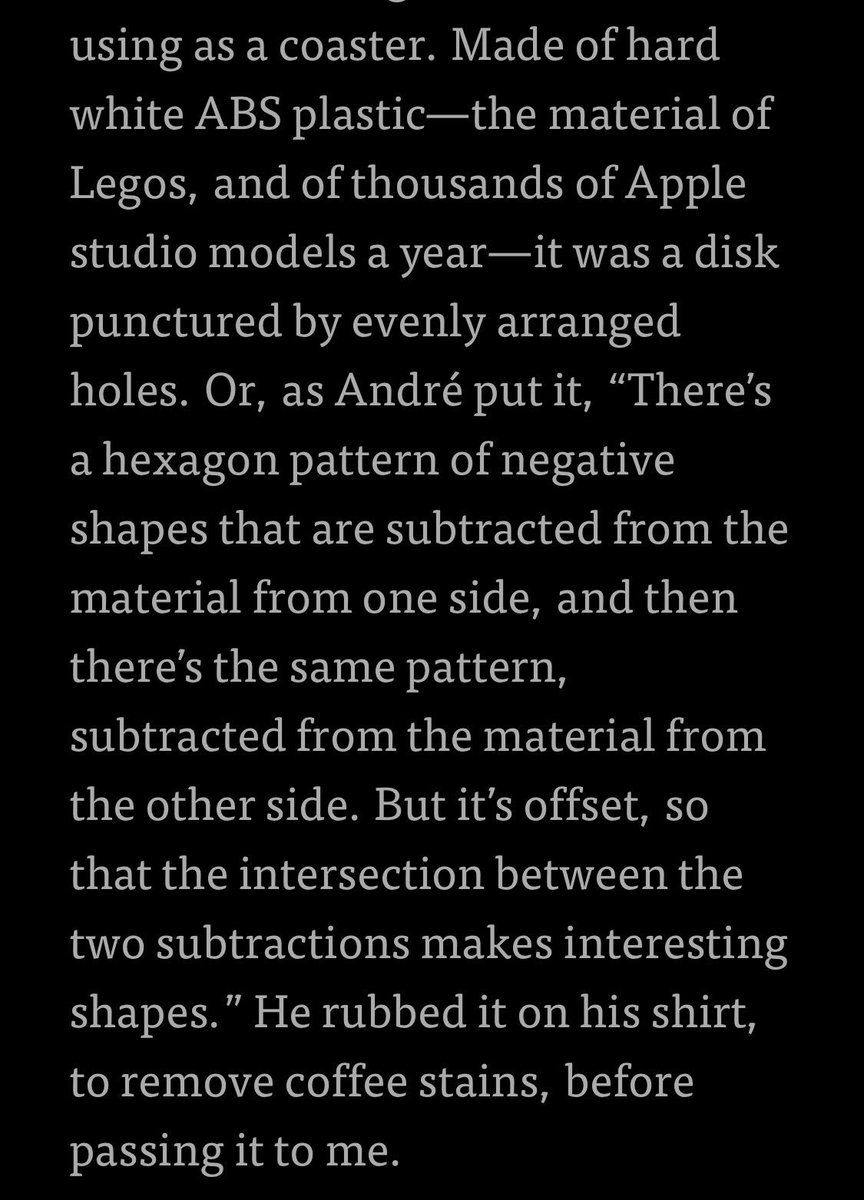 using as a coaster. Made of hard
white ABS plastic—the material of
Legos, and of thousands of Apple
studio models a year—it was a disk
punctured by evenly arranged
holes. Or, as André put it, “There’s
a hexagon pattern of negative
shapes that are subtracted from the
material from one side, and then
there’s the same pattern,
subtracted from the material from
the other side. But it’s offset, so
that the intersection between the
two subtractions makes interesting
shapes.” He rubbed it on his shirt,
to remove coffee stains, before
passing it to me.